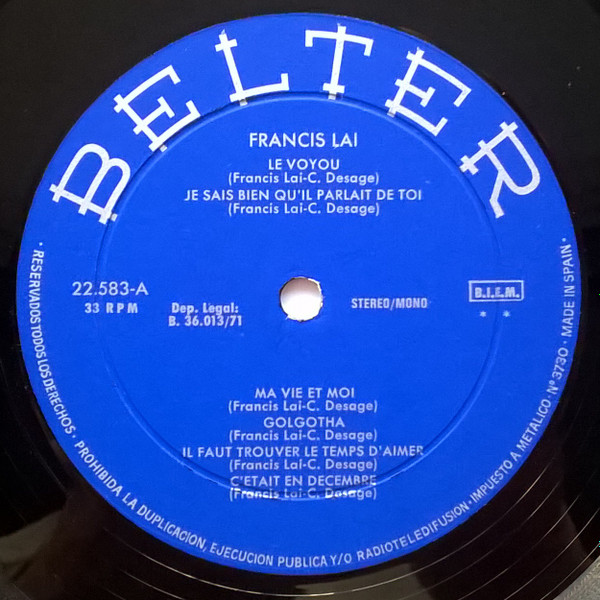 BELTER
FRANCIS LAI
LE VOYOU
(Francis Lai-C. Desage)
JE SAIS BIEN QU'IL PARLAIT DE TOI
(Francis Lai-C. Desage)
22.583-A
33 RPM
Dep. Legal:
B. 36.013/71
STEREO/MONO
B.I.E.M.
* *
MA VIE ET MOI
(Francis Lai-C. Desage)
GOLGOTHA
(Francis Lai-C. Desage)
IL FAUT TROUVER LE TEMPS D'AIMER
(Francis Lai-C. Desage)
C'ETAIT EN DECEMBRE
(Francis Lai-C. Desage)
· RESERVADOS TODOS LOS DERECHOS · PROHIBIDA LA DUPLICACION, EJECUCION PUBLICA Y/O RADIOTELEDIFUSION · IMPUESTO A METALICO · Nº 3730 · MADE IN SPAIN ·